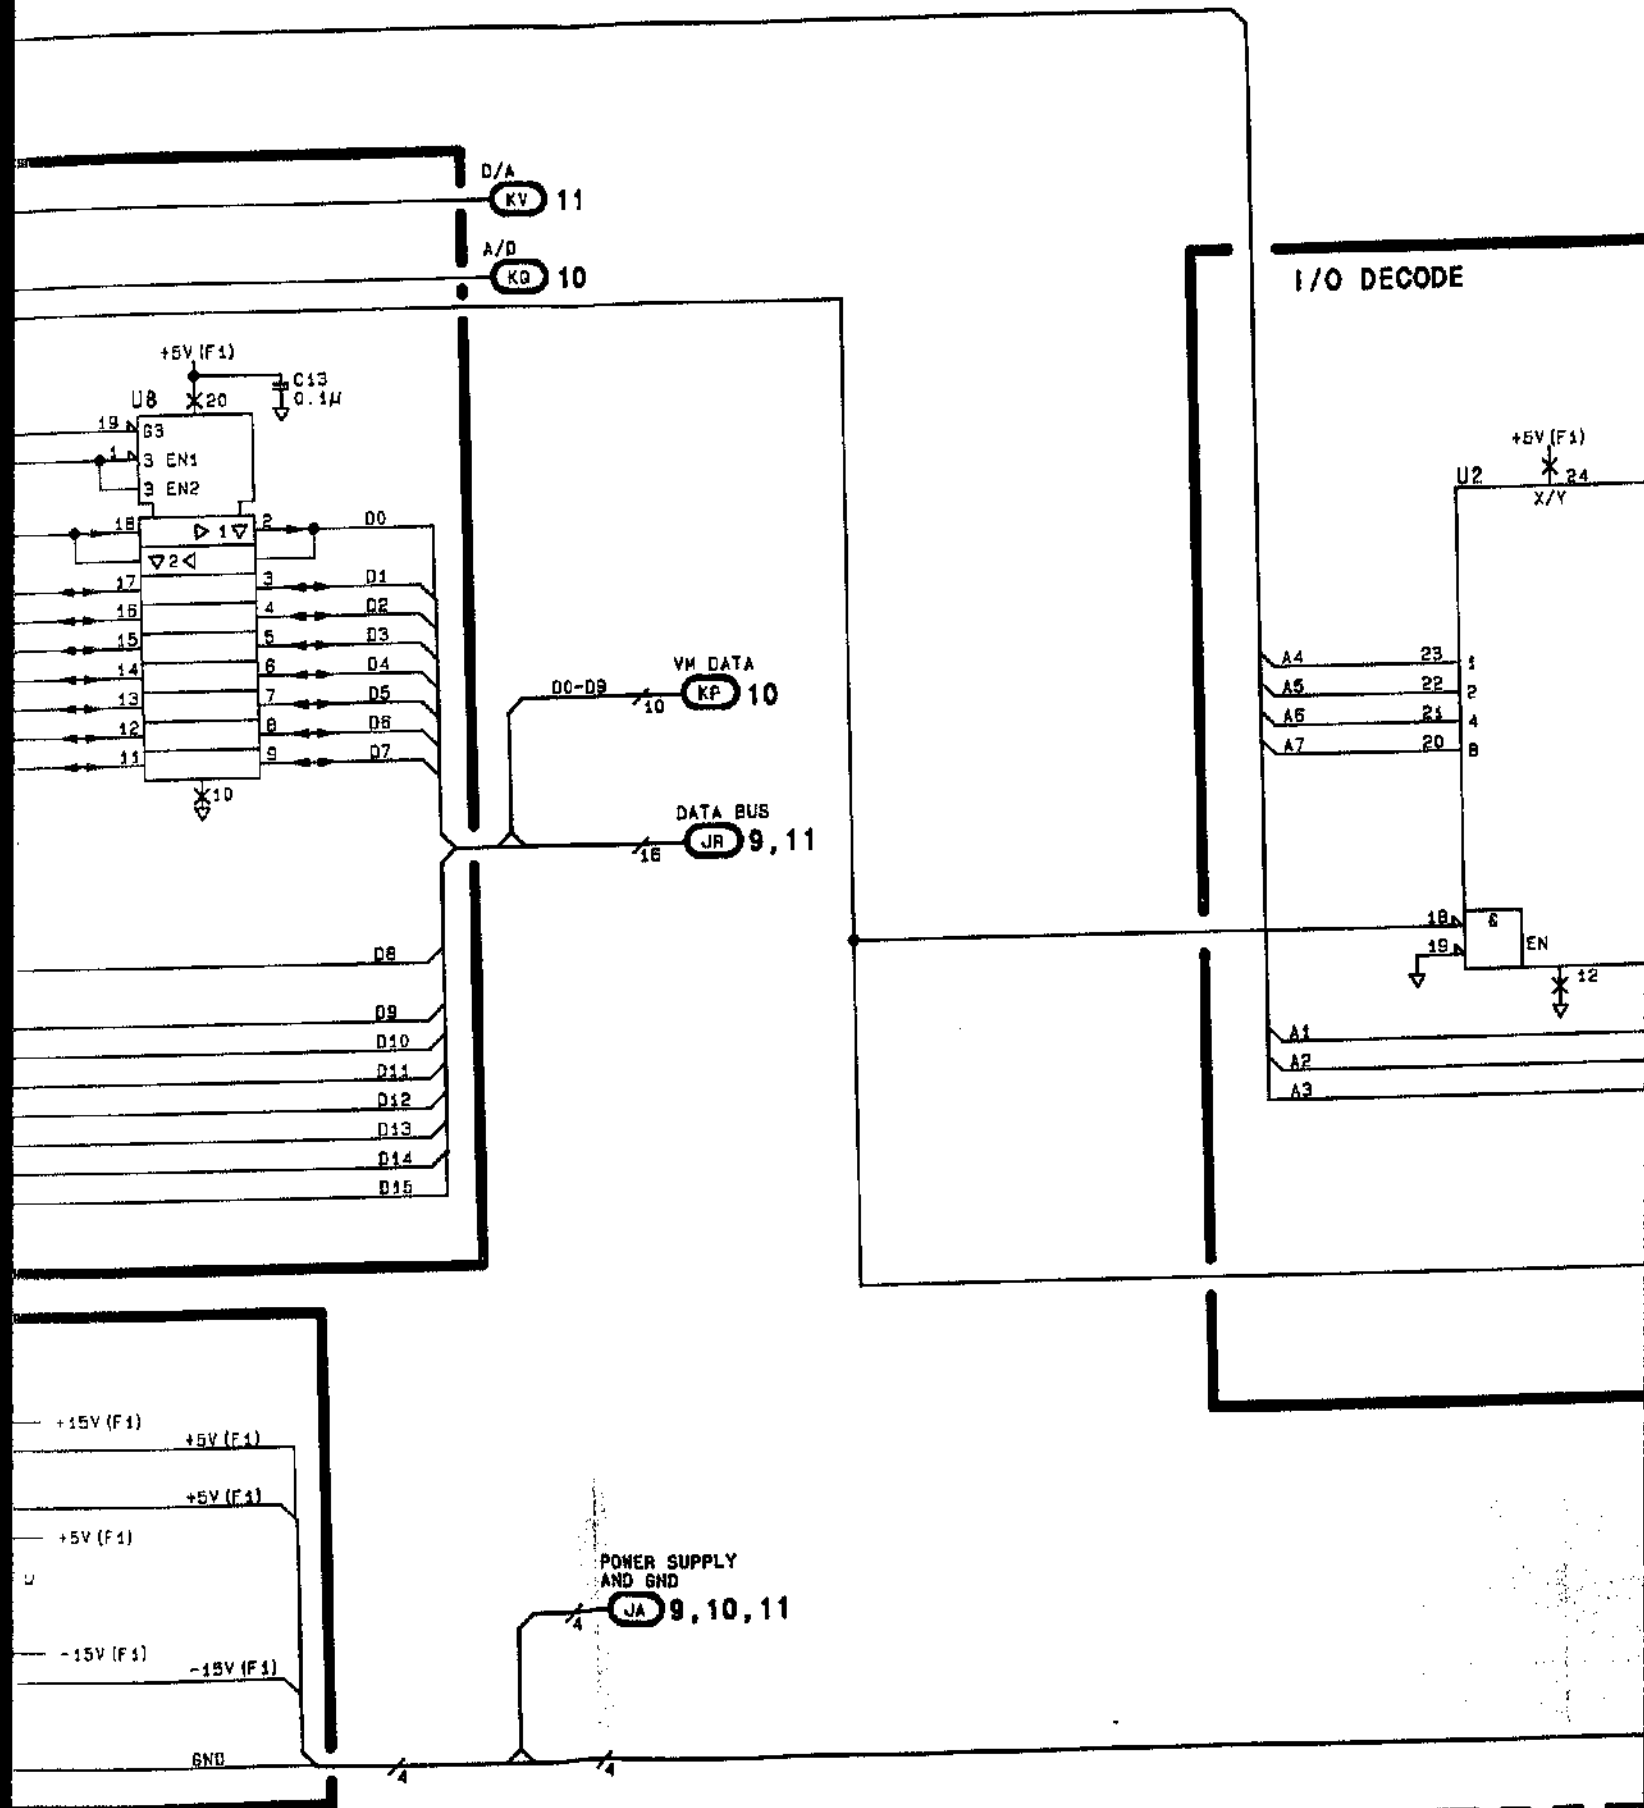 D/A
KV 11
A/D
KQ 10
I/O DECODE
+5V(F1)
C13
0.1µ
U8
20
19
G3
1
3 EN1
3 EN2
18
1
2
D0
2
17
3
D1
16
4
D2
15
5
D3
14
6
D4
13
7
D5
12
8
D6
11
9
D7
10
VM DATA
D0-D9
10
KP 10
DATA BUS
16
JR 9,11
D8
D9
D10
D11
D12
D13
D14
D15
+5V(F1)
U2
24
X/Y
A4
23
1
A5
22
2
A6
21
4
A7
20
8
18
&
19
EN
12
A1
A2
A3
+15V(F1)
+5V(F1)
+5V(F1)
+5V(F1)
-15V(F1)
-15V(F1)
GND
4
POWER SUPPLY
AND GND
4
JA 9,10,11
4